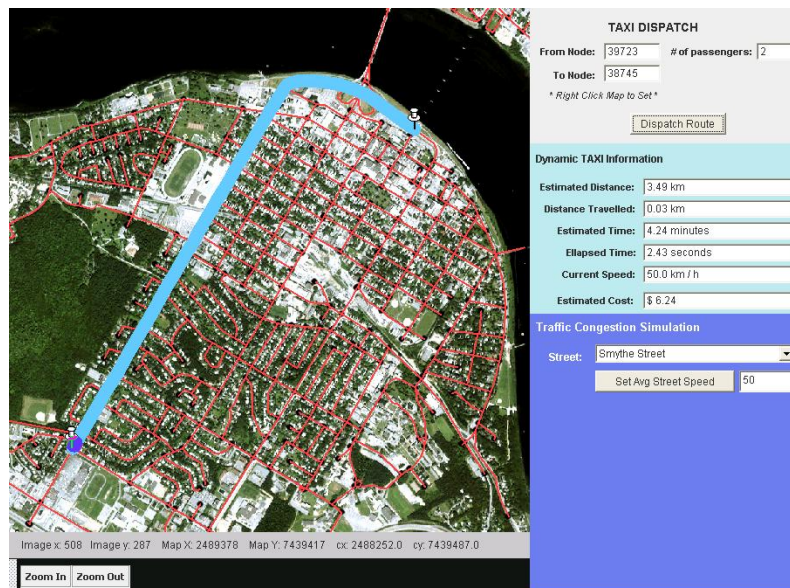 TAXI DISPATCH
From Node: 39723 # of passengers: 2
To Node: 38745
* Right Click Map to Set *
Dispatch Route
Dynamic TAXI Information
Estimated Distance: 3.49 km
Distance Travelled: 0.03 km
Estimated Time: 4.24 minutes
Ellapsed Time: 2.43 seconds
Current Speed: 50.0 km / h
Estimated Cost: $ 6.24
Traffic Congestion Simulation
Street: Smythe Street
Set Avg Street Speed 50
Image x: 508 Image y: 287 Map X: 2489378 Map Y: 7439417 cx: 2488252.0 cy: 7439487.0
Zoom In Zoom Out